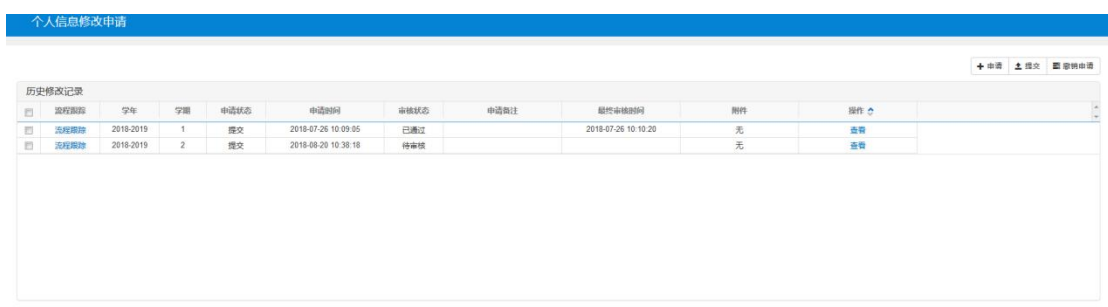 个人信息修改申请
申请 提交 撤销申请
历史修改记录
流程跟踪 学年 学期 申请状态 申请时间 审核状态 申请备注 最终审核时间 附件 操作
流程跟踪 2018-2019 1 提交 2018-07-26 10:09:05 已通过 2018-07-26 10:10:20 无 查看
流程跟踪 2018-2019 2 提交 2018-08-20 10:38:18 待审核 无 查看